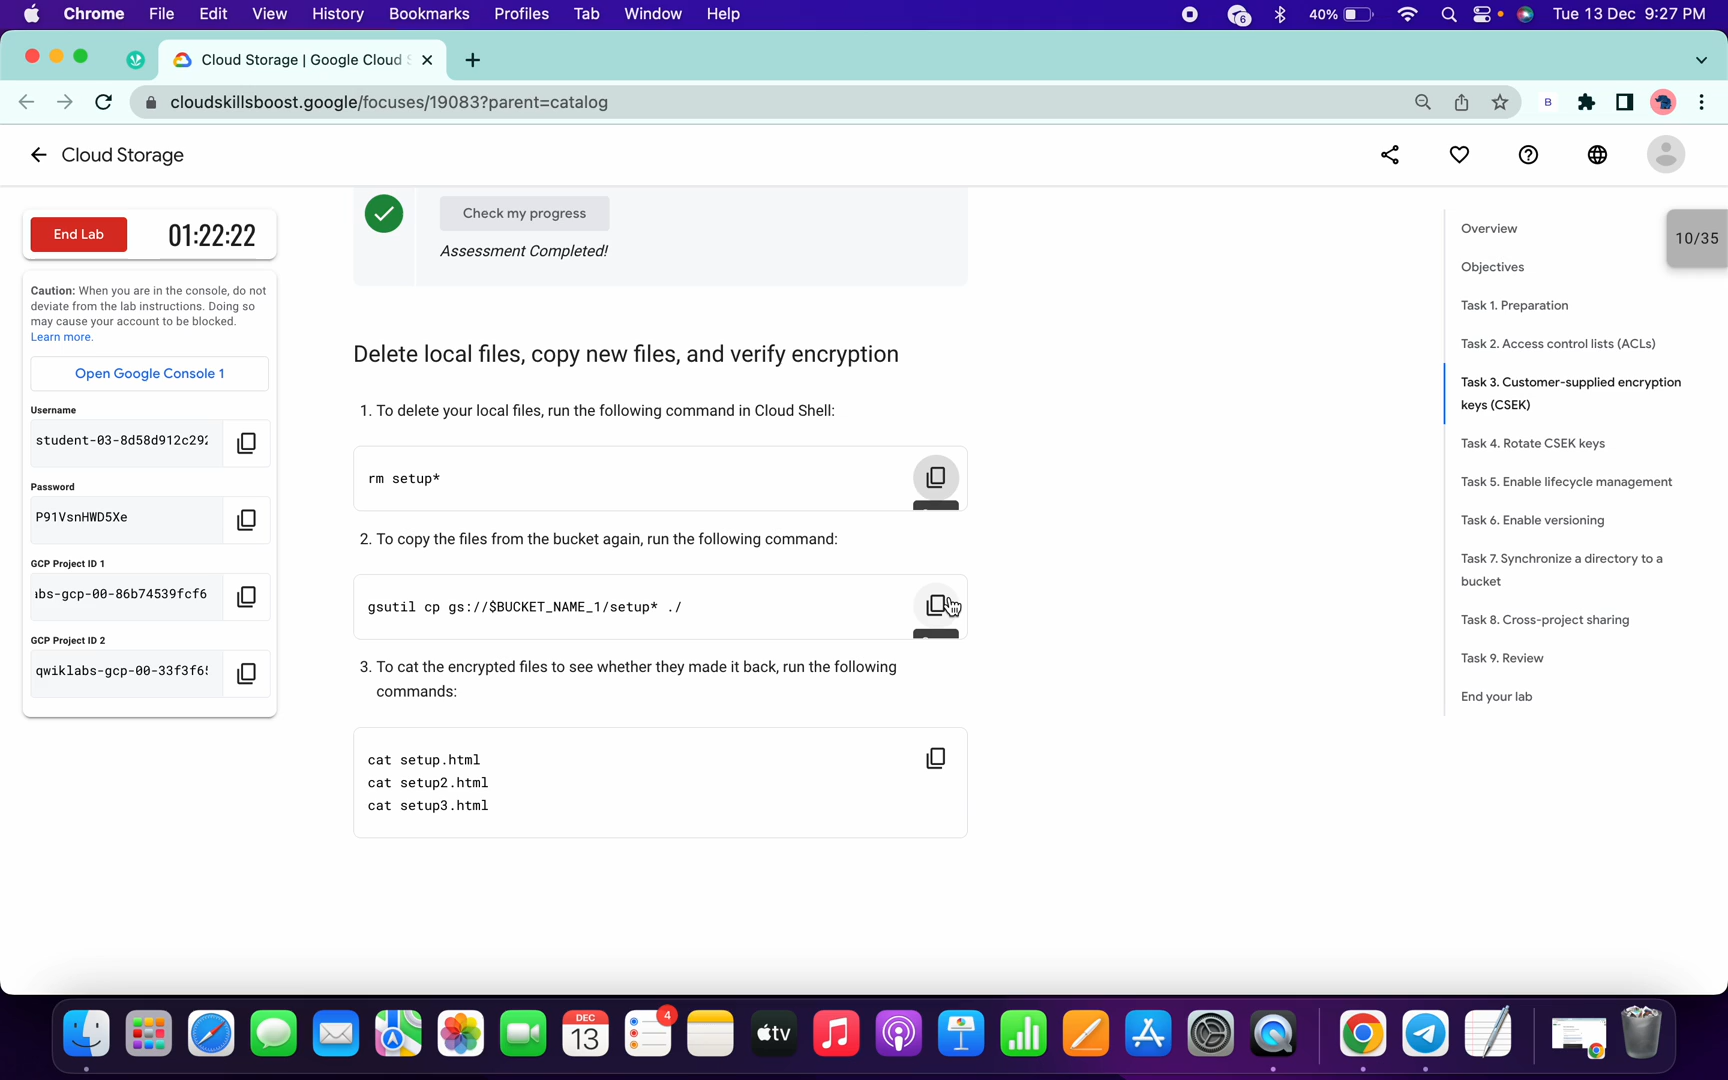 Chrome File Edit View History Bookmarks Profiles Tab Window Help 6 40% Tue 13 Dec 9:27 PM
Cloud Storage | Google Cloud
cloudskillsboost.google/focuses/19083?parent=catalog B
Cloud Storage
End Lab 01:22:22
Caution: When you are in the console, do not
deviate from the lab instructions. Doing so
may cause your account to be blocked.
Learn more.
Open Google Console 1
Username
student-03-8d58d912c292
Password
P91VsnHWD5Xe
GCP Project ID 1
abs-gcp-00-86b74539fcf6
GCP Project ID 2
qwiklabs-gcp-00-33f3f65
Check my progress
Assessment Completed!
Delete local files, copy new files, and verify encryption
1. To delete your local files, run the following command in Cloud Shell:
rm setup*
2. To copy the files from the bucket again, run the following command:
gsutil cp gs://$BUCKET_NAME_1/setup* ./
3. To cat the encrypted files to see whether they made it back, run the following
commands:
cat setup.html
cat setup2.html
cat setup3.html
Overview
Objectives
Task 1. Preparation
Task 2. Access control lists (ACLs)
Task 3. Customer-supplied encryption
keys (CSEK)
Task 4. Rotate CSEK keys
Task 5. Enable lifecycle management
Task 6. Enable versioning
Task 7. Synchronize a directory to a
bucket
Task 8. Cross-project sharing
Task 9. Review
End your lab
10/35
DEC
13
4
tv